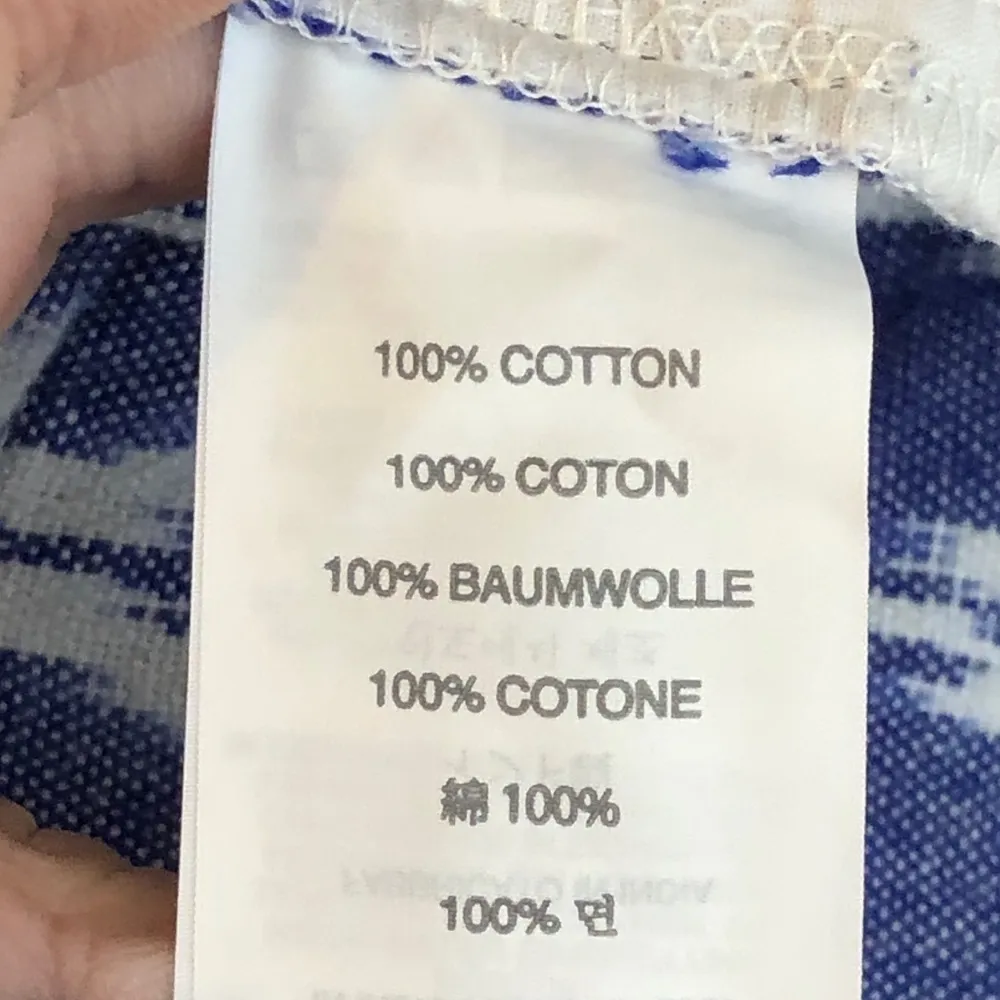 100% COTTON
100% COTON
100% BAUMWOLLE
100% COTONE
綿 100%
100% 면